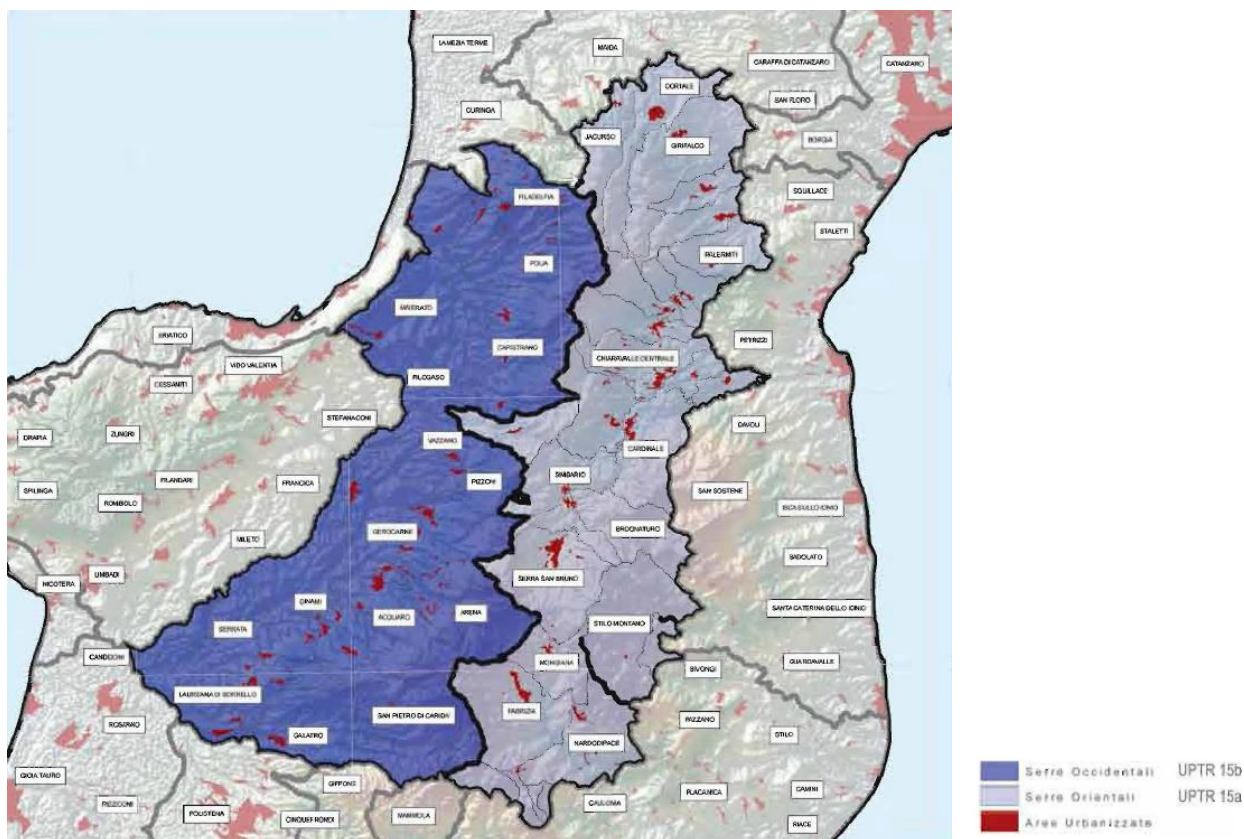 LAMEZIA TERME
MAIDA
CARAFFA DI CATANZARO
CATANZARO
CORTALE
SAN FLORO
CURINGA
JACURSO
GIRIFALCO
BORGIA
FILADELFIA
SQUILLACE
STALETTI
POLIA
PALERMITI
MAIERATO
BRIATICO
PETRIZZI
CAPISTRANO
CHIARAVALLE CENTRALE
VIBO VALENTIA
CESSANITI
FILOGASO
STEFANACONI
DAVOLI
DRAPIA
ZUNGRI
VAZZANO
CARDINALE
SIMBARIO
FILANDARI
FRANCICA
PIZZONI
SPILINGA
SAN SOSTENE
ROMBIOLO
ISCA SULLO IONIO
GEROCARNE
BROGNATURO
MILETO
BADOLATO
LIMBADI
NICOTERA
SERRA SAN BRUNO
DINAMI
ACQUARO
ARENA
SANTA CATERINA DELLO IONIO
SERRATA
STILO MONTANO
CANDIDONI
MONGIANA
BIVONGI
GUARDAVALLE
LAUREANA DI BORRELLO
FABRIZIA
SAN PIETRO DI CARIDA'
PAZZANO
ROSARNO
GALATRO
STILO
NARDODIPACE
GIOIA TAURO
GIFFONE
PLACANICA
CAMINI
RIZZICONI
CAULONIA
POLISTENA
CINQUEFRONDI
MAMMOLA
RIACE
Serre Occidentali UPTR 15b
Serre Orientali UPTR 15a
Aree Urbanizzate